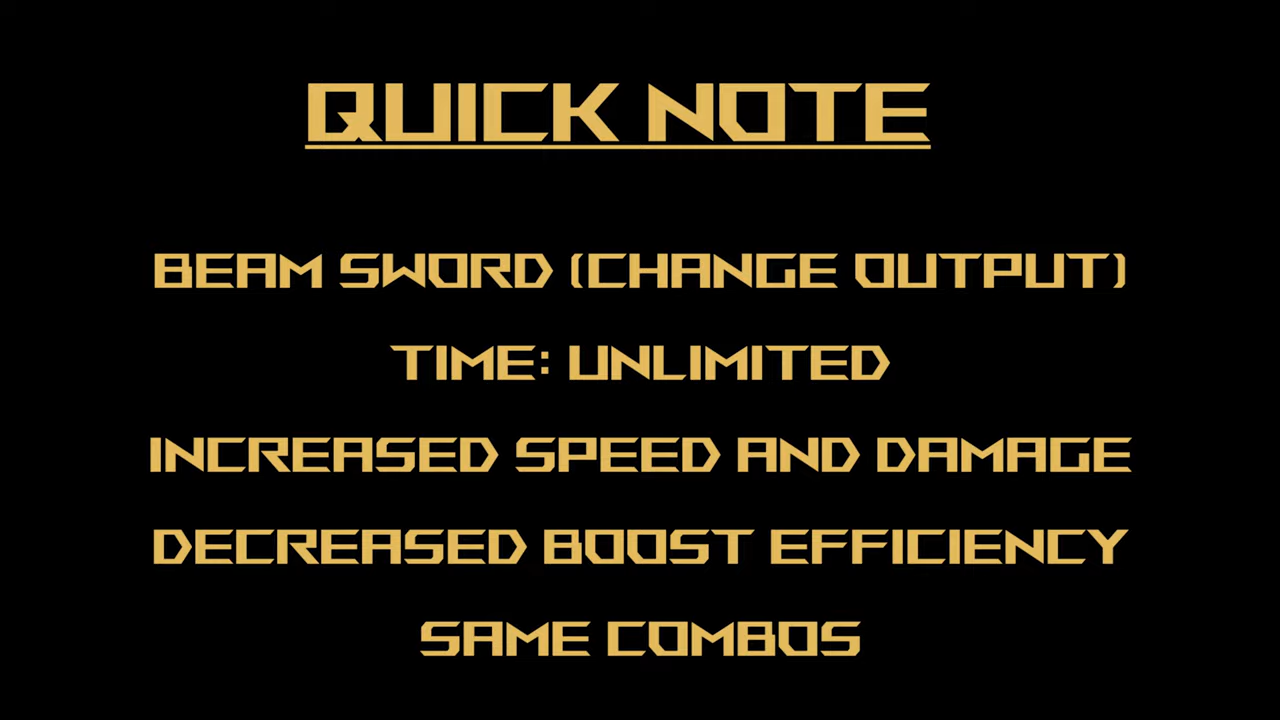 QUICK NOTE
BEAM SWORD (CHANGE OUTPUT)
TIME: UNLIMITED
INCREASED SPEED AND DAMAGE
DECREASED BOOST EFFICIENCY
SAME COMBOS